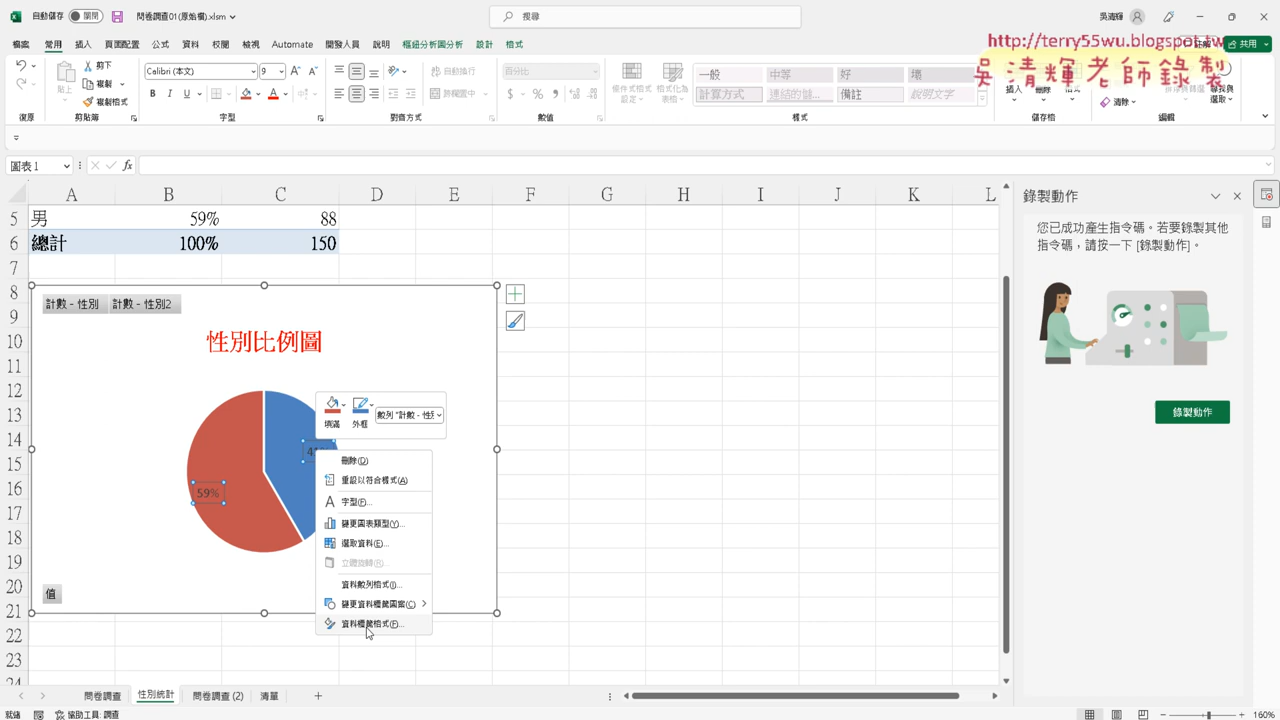 自動儲存 關閉 問卷調查01(原始檔).xlsm 搜尋 吳清輝
檔案 常用 插入 頁面配置 公式 資料 校閱 檢視 Automate 開發人員 說明 樞紐分析圖分析 設計 格式 共用
http://terry55wu.blogspot.tw
吳清輝老師錄製
剪下
複製
複製格式
貼上
Calibri (本文) 9
B I U A
自動換行
跨欄置中
百分比
條件式格式設定 格式化為表格
一般 中等 好 壞
計算方式 連結的儲... 備註 說明文字
插入 刪除 格式
清除
尋找與選取
復原 剪貼簿 字型 對齊方式 數值 樣式 儲存格 編輯
圖表1 fx
A B C D E F G H I J K L
5 男 59% 88
6 總計 100% 150
7
8
9
10
11
12
13
14
15
16
17
18
19
20
21
22
23
24
計數 - 性別 計數 - 性別2
性別比例圖
59%
值
填滿 外框 數列 "計數 - 性別
刪除(D)
重設以符合樣式(A)
字型(F)...
變更圖表類型(Y)...
選取資料(E)...
立體旋轉(R)...
資料數列格式(I)...
變更資料標籤圖案(C)
資料標籤格式(F)...
錄製動作
您已成功產生指令碼。若要錄製其他
指令碼，請按一下 [錄製動作]。
錄製動作
問卷調查 性別統計 問卷調查 (2) 清單
就緒 協助工具: 調查 160%